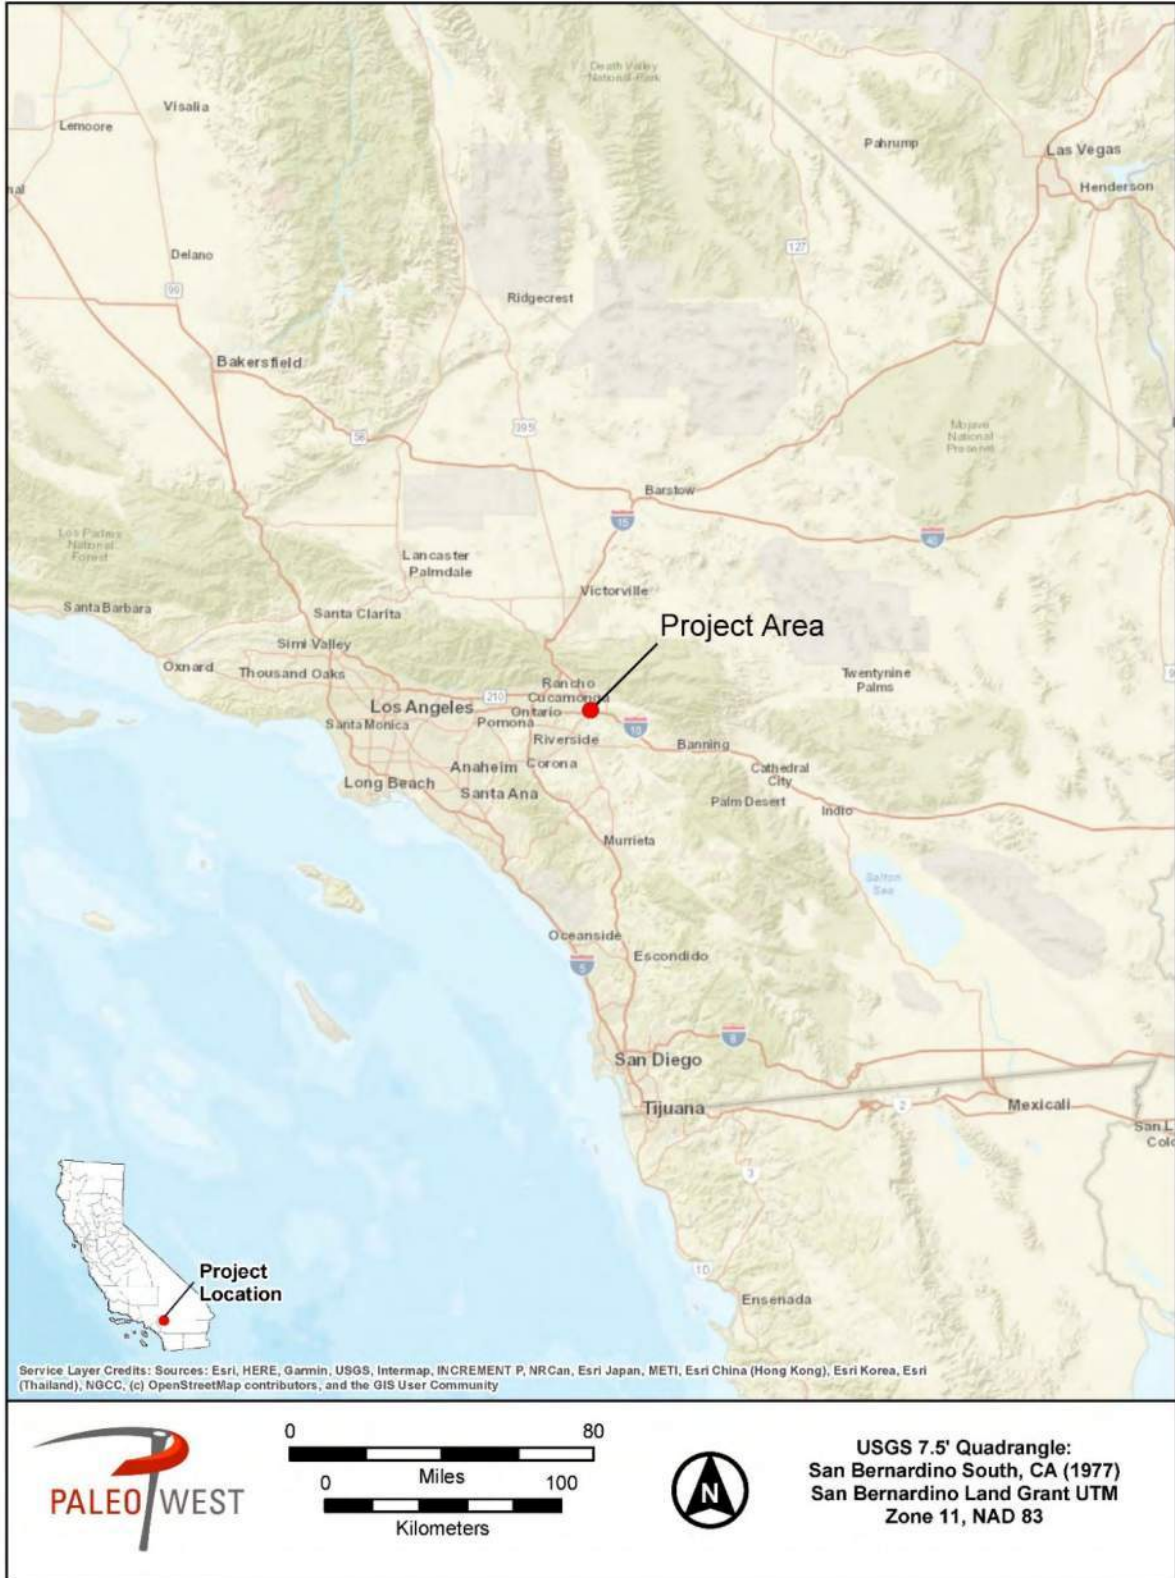 Death Valley
National Park
Visalia
Lemoore
Pahrump
Las Vegas
Henderson
nal
Delano
127
99
Ridgecrest
Bakersfield
395
58
Mojave
National
Preserve
Barstow
15
40
Los Padres
National
Forest
Lancaster
Palmdale
Victorville
Santa Barbara
Santa Clarita
Project Area
Simi Valley
Oxnard
Thousand Oaks
Twentynine
Palms
9
Rancho
Cucamonga
210
Los Angeles
Ontario
Santa Monica
Pomona
10
Riverside
Banning
Anaheim
Corona
Cathedral
City
Long Beach
Santa Ana
Palm Desert
Indio
Murrieta
Salton
Sea
Oceanside
5
Escondido
8
San Diego
Tijuana
2
Mexicali
San L
Colo
3
1D
Ensenada
Project
Location
Service Layer Credits: Sources: Esri, HERE, Garmin, USGS, Intermap, INCREMENT P, NRCan, Esri Japan, METI, Esri China (Hong Kong), Esri Korea, Esri
(Thailand), NGCC, (c) OpenStreetMap contributors, and the GIS User Community
PALEO WEST
0 80
Miles
0 100
Kilometers
N
USGS 7.5' Quadrangle:
San Bernardino South, CA (1977)
San Bernardino Land Grant UTM
Zone 11, NAD 83